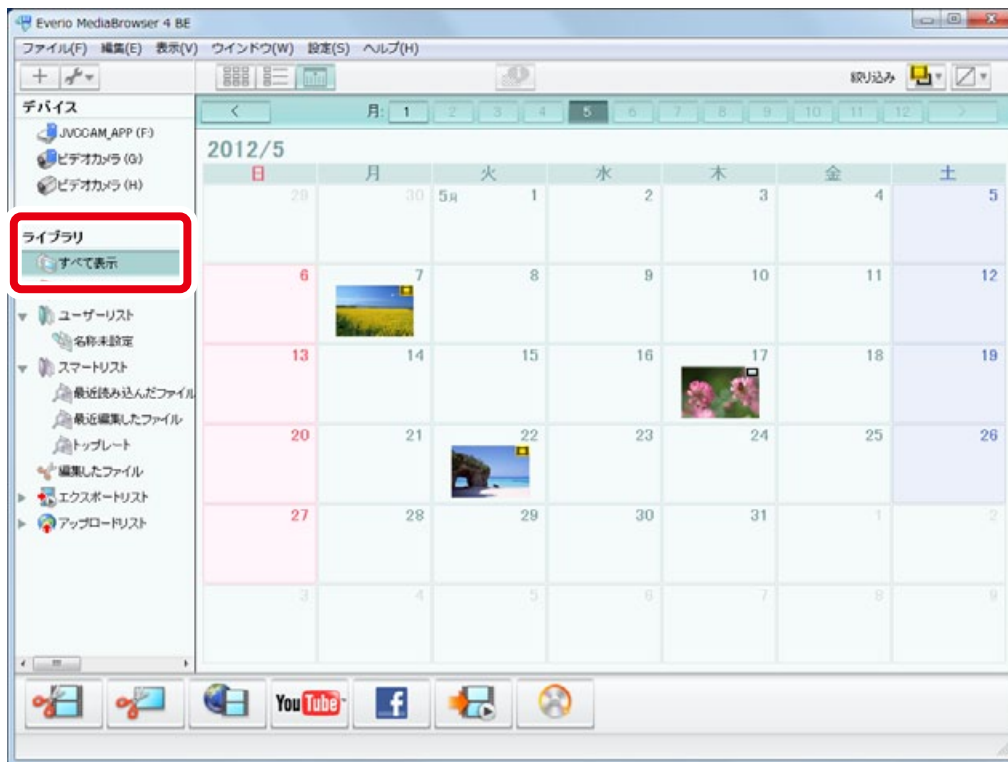 Everio MediaBrowser 4 BE
ファイル(F) 編集(E) 表示(V) ウインドウ(W) 設定(S) ヘルプ(H)
絞り込み
デバイス
JVCCAM_APP (F:)
ビデオカメラ (G)
ビデオカメラ (H)
ライブラリ
すべて表示
ユーザーリスト
名称未設定
スマートリスト
最近読み込んだファイル
最近編集したファイル
トップレート
編集したファイル
エクスポートリスト
アップロードリスト
< 月: 1 2 3 4 5 6 7 8 9 10 11 12 >
2012/5
日 月 火 水 木 金 土
29 30 5月 1 2 3 4 5
6 7 8 9 10 11 12
13 14 15 16 17 18 19
20 21 22 23 24 25 26
27 28 29 30 31 1 2
3 4 5 6 7 8 9
YouTube f